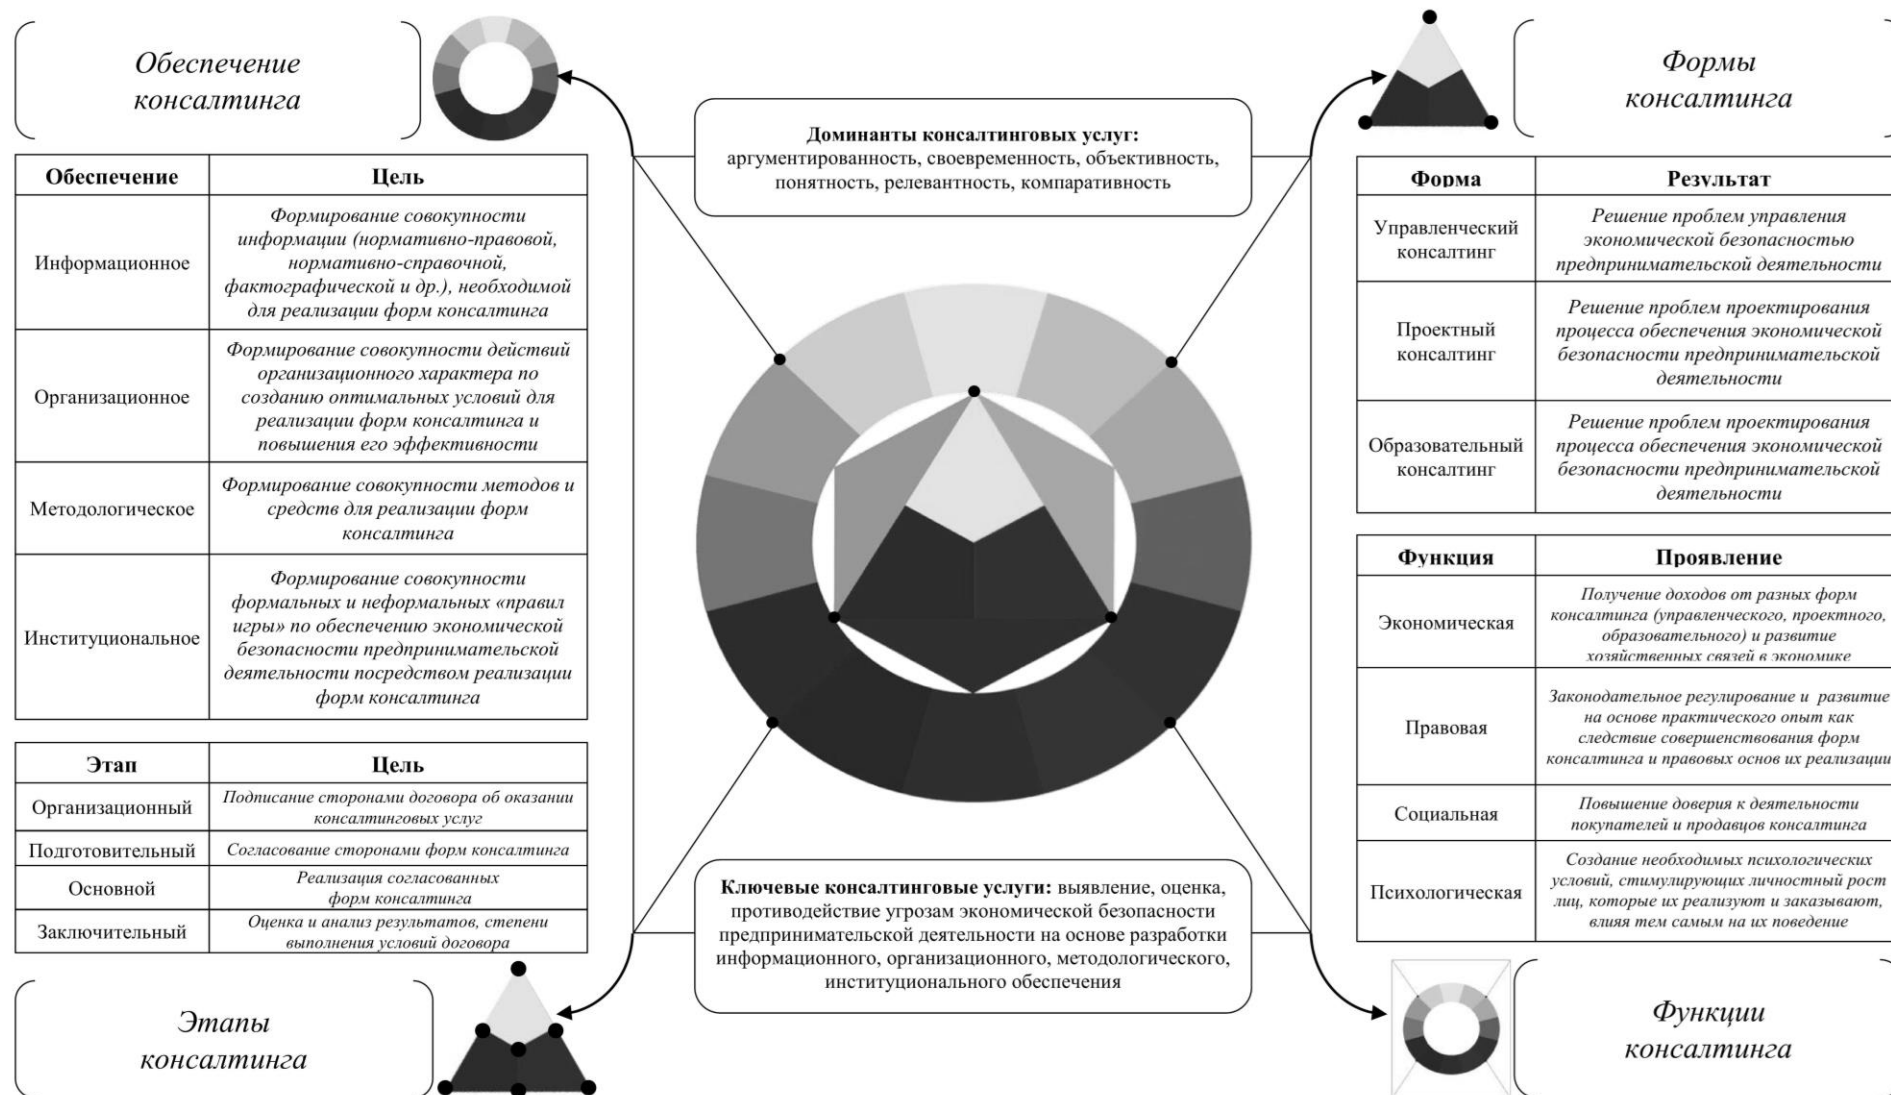 Обеспечение
консалтинга
Доминанты консалтинговых услуг:
аргументированность, своевременность, объективность,
понятность, релевантность, компаративность
Формы
консалтинга
Обеспечение
Цель
Информационное
Формирование совокупности
информации (нормативно-правовой,
нормативно-справочной,
фактографической и др.), необходимой
для реализации форм консалтинга
Организационное
Формирование совокупности действий
организационного характера по
созданию оптимальных условий для
реализации форм консалтинга и
повышения его эффективности
Методологическое
Формирование совокупности методов и
средств для реализации форм
консалтинга
Институциональное
Формирование совокупности
формальных и неформальных «правил
игры» по обеспечению экономической
безопасности предпринимательской
деятельности посредством реализации
форм консалтинга
Форма
Результат
Управленческий
консалтинг
Решение проблем управления
экономической безопасностью
предпринимательской деятельности
Проектный
консалтинг
Решение проблем проектирования
процесса обеспечения экономической
безопасности предпринимательской
деятельности
Образовательный
консалтинг
Решение проблем проектирования
процесса обеспечения экономической
безопасности предпринимательской
деятельности
Этап
Цель
Организационный
Подписание сторонами договора об оказании
консалтинговых услуг
Подготовительный
Согласование сторонами форм консалтинга
Основной
Реализация согласованных
форм консалтинга
Заключительный
Оценка и анализ результатов, степени
выполнения условий договора
Функция
Проявление
Экономическая
Получение доходов от разных форм
консалтинга (управленческого, проектного,
образовательного) и развитие
хозяйственных связей в экономике
Правовая
Законодательное регулирование и развитие
на основе практического опыт как
следствие совершенствования форм
консалтинга и правовых основ их реализации
Социальная
Повышение доверия к деятельности
покупателей и продавцов консалтинга
Психологическая
Создание необходимых психологических
условий, стимулирующих личностный рост
лиц, которые их реализуют и заказывают,
влияя тем самым на их поведение
Ключевые консалтинговые услуги: выявление, оценка,
противодействие угрозам экономической безопасности
предпринимательской деятельности на основе разработки
информационного, организационного, методологического,
институционального обеспечения
Этапы
консалтинга
Функции
консалтинга